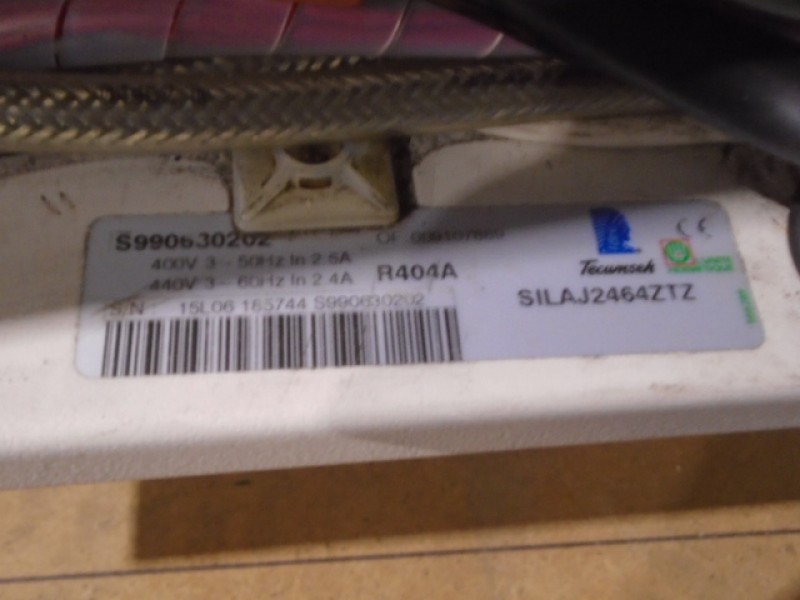 S990630202
400V 3 ~ 50Hz In 2.5A
440V 3 ~ 60Hz In 2.4A R404A
S/N 15L06 165744 S990630202
Tecumseh
SILAJ2464ZTZ
CE